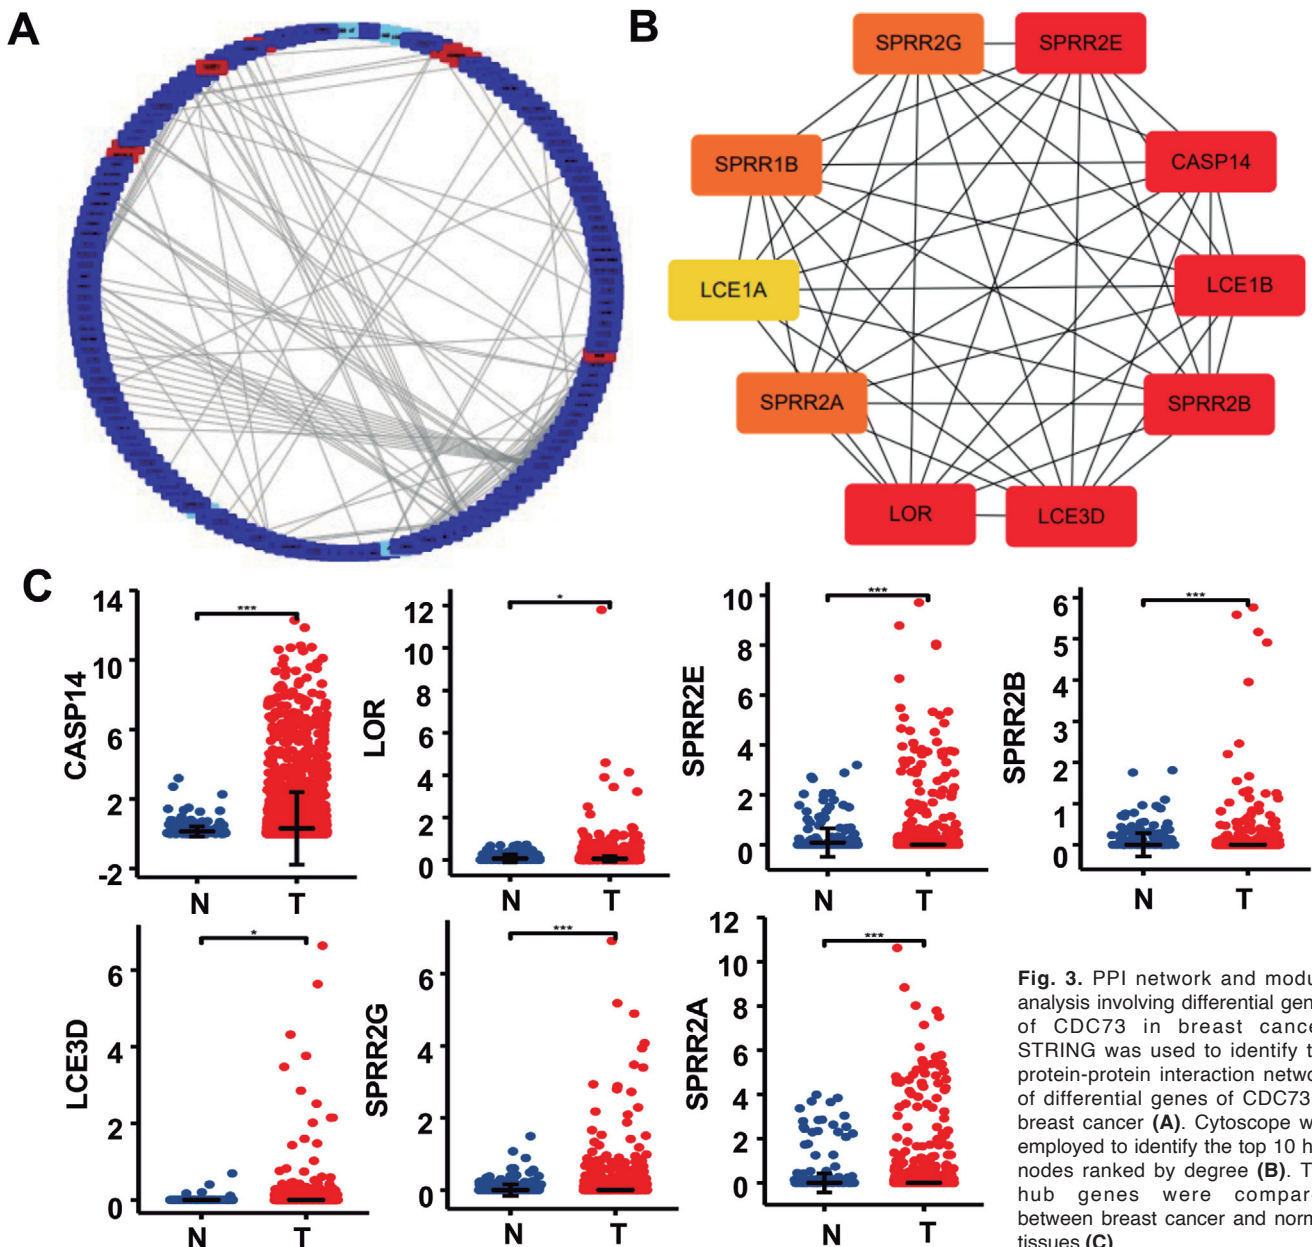 A
B
SPRR2G
SPRR2E
SPRR1B
CASP14
LCE1A
LCE1B
SPRR2A
SPRR2B
LOR
LCE3D
C
CASP14
14
10
6
2
-2
***
N
T
LOR
12
8
4
2
0
*
N
T
SPRR2E
10
8
6
4
2
0
***
N
T
SPRR2B
6
5
4
3
2
1
0
***
N
T
LCE3D
6
4
2
0
*
N
T
SPRR2G
6
4
2
0
***
N
T
SPRR2A
12
10
8
6
4
2
0
***
N
T
Fig. 3. PPI network and modu
analysis involving differential gen
of CDC73 in breast cance
STRING was used to identify t
protein-protein interaction netwo
of differential genes of CDC73
breast cancer (A). Cytoscope w
employed to identify the top 10 h
nodes ranked by degree (B). T
hub genes were compare
between breast cancer and norm
tissues (C)